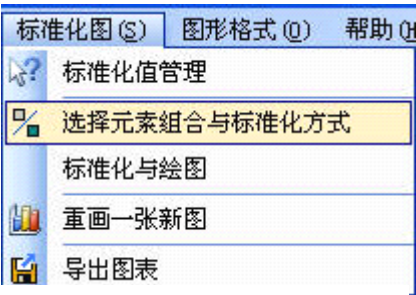 标准化图(S) 图形格式(O) 帮助(H
标准化值管理
选择元素组合与标准化方式
标准化与绘图
重画一张新图
导出图表